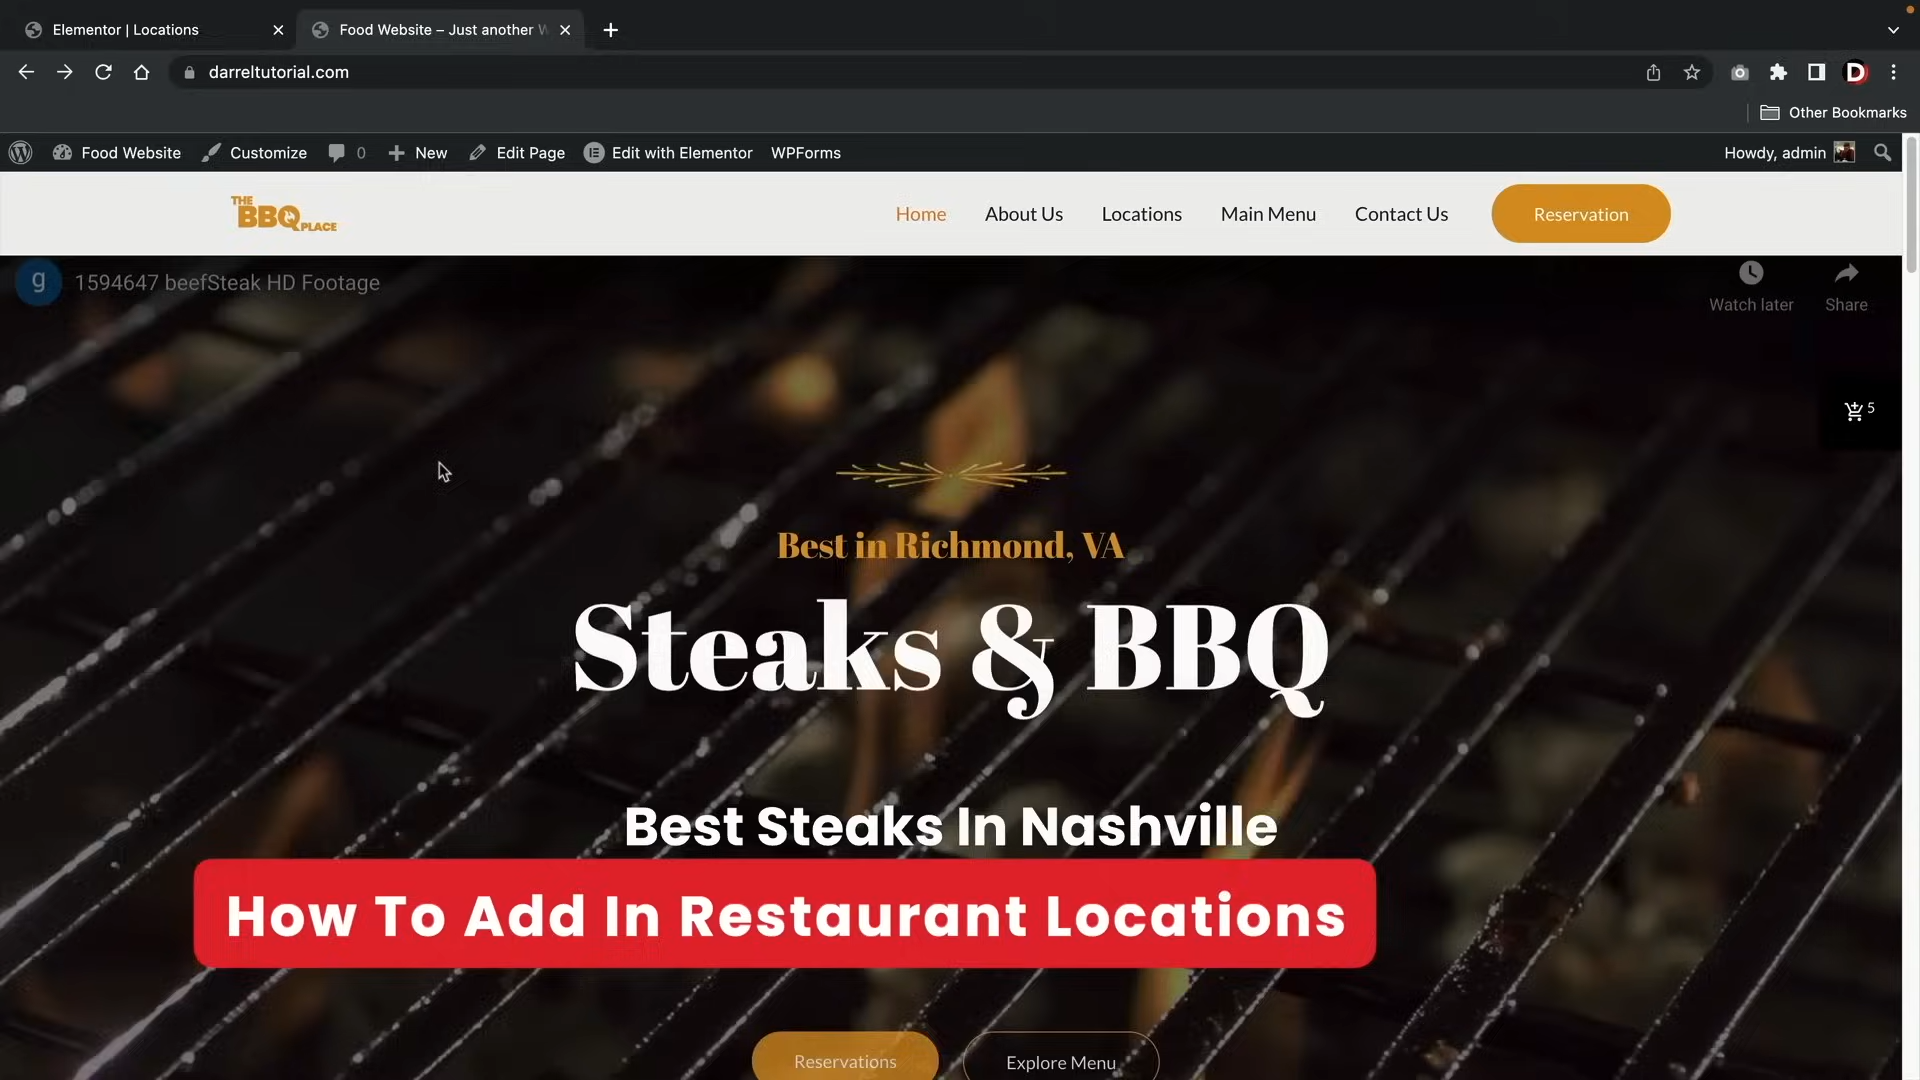 Elementor | Locations
Food Website – Just another W
darreltutorial.com
D
Other Bookmarks
Food Website
Customize
0
New
Edit Page
Edit with Elementor
WPForms
Howdy, admin
THE BBQ PLACE
Home
About Us
Locations
Main Menu
Contact Us
Reservation
g
1594647 beefSteak HD Footage
Watch later
Share
5
Best in Richmond, VA
Steaks & BBQ
Best Steaks In Nashville
How To Add In Restaurant Locations
Reservations
Explore Menu